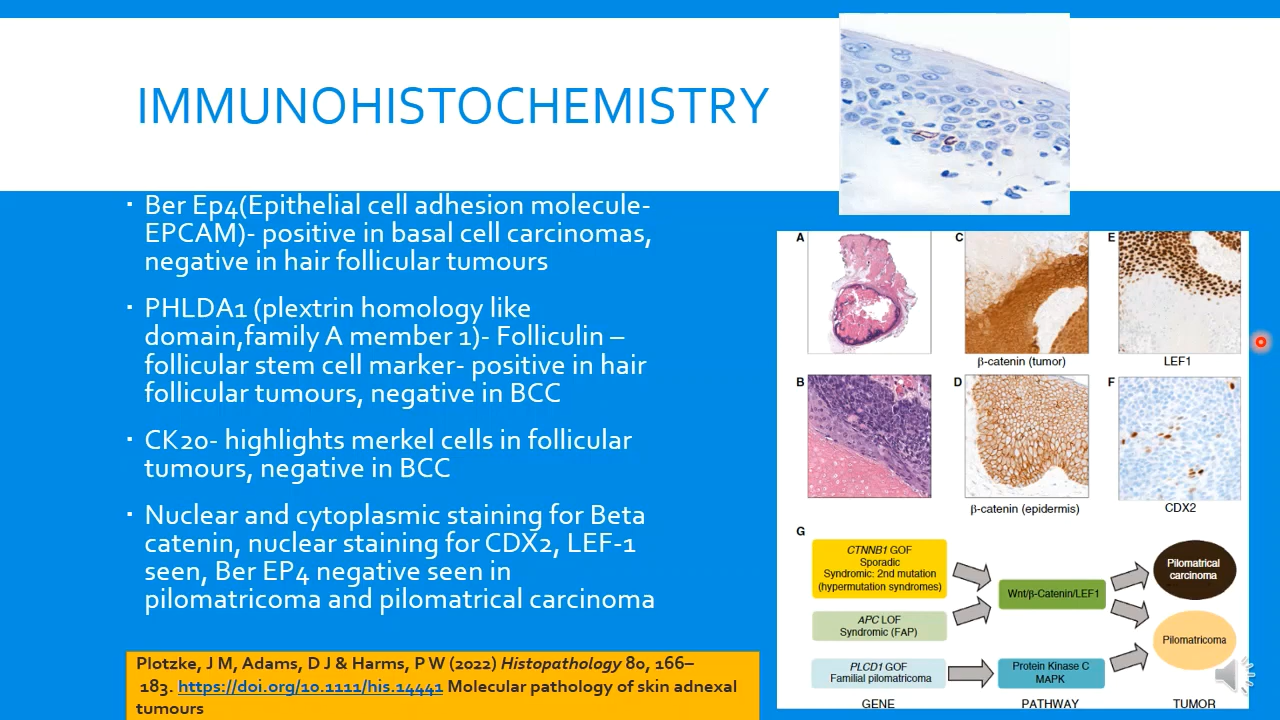 IMMUNOHISTOCHEMISTRY
Ber Ep4(Epithelial cell adhesion molecule-
EPCAM)- positive in basal cell carcinomas,
negative in hair follicular tumours
PHLDA1 (plextrin homology like
domain,family A member 1)- Folliculin –
follicular stem cell marker- positive in hair
follicular tumours, negative in BCC
CK20- highlights merkel cells in follicular
tumours, negative in BCC
Nuclear and cytoplasmic staining for Beta
catenin, nuclear staining for CDX2, LEF-1
seen, Ber EP4 negative seen in
pilomatricoma and pilomatrical carcinoma
Plotzke, J M, Adams, D J & Harms, P W (2022) Histopathology 80, 166–
183. https://doi.org/10.1111/his.14441 Molecular pathology of skin adnexal
tumours
A
C
E
β-catenin (tumor)
LEF1
B
D
F
β-catenin (epidermis)
CDX2
G
CTNNB1 GOF
Sporadic
Syndromic: 2nd mutation
(hypermutation syndromes)
APC LOF
Syndromic (FAP)
PLCD1 GOF
Familial pilomatricoma
Wnt/β-Catenin/LEF1
Protein Kinase C
MAPK
Pilomatrical
carcinoma
Pilomatricoma
GENE
PATHWAY
TUMOR